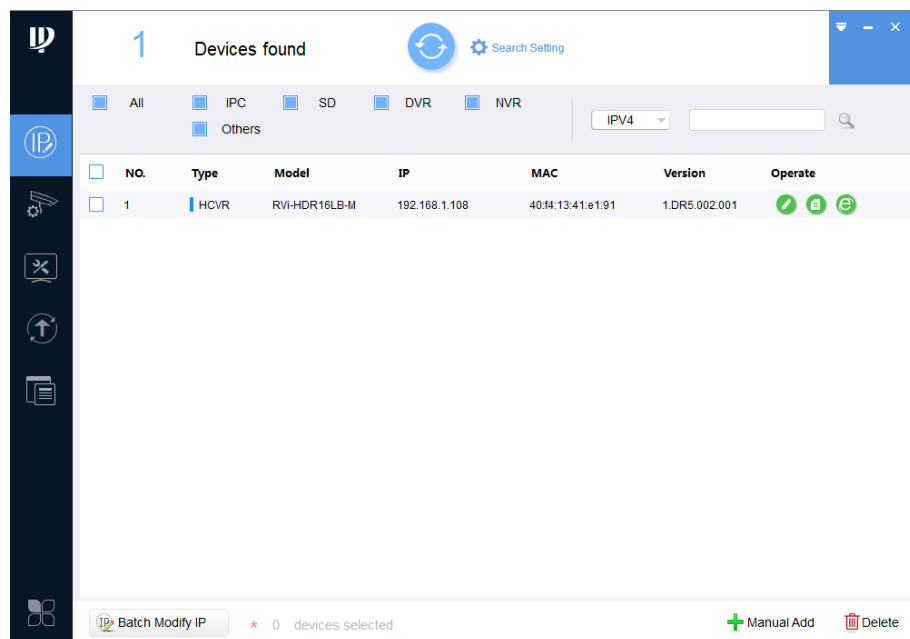 1 Devices found Search Setting
All IPC SD DVR NVR
Others
IPV4
IP
NO. Type Model IP MAC Version Operate
1 HCVR RVi-HDR16LB-M 192.168.1.108 40:f4:13:41:e1:91 1.DR5.002.001
IP Batch Modify IP * 0 devices selected Manual Add Delete